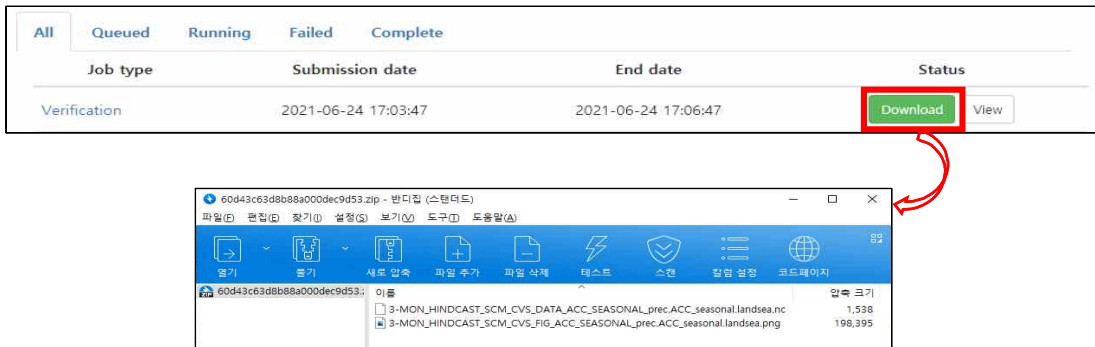 All Queued Running Failed Complete
Job type Submission date End date Status
Verification 2021-06-24 17:03:47 2021-06-24 17:06:47 Download View
60d43c63d8b88a000dec9d53.zip - 반디집 (스탠더드)
파일(F) 편집(E) 찾기(I) 설정(S) 보기(V) 도구(T) 도움말(A)
열기 풀기 새로 압축 파일 추가 파일 삭제 테스트 스캔 칼럼 설정 코드페이지
60d43c63d8b88a000dec9d53.: 이름 압축 크기
3-MON_HINDCAST_SCM_CVS_DATA_ACC_SEASONAL_prec.ACC_seasonal.landsea.nc 1,538
3-MON_HINDCAST_SCM_CVS_FIG_ACC_SEASONAL_prec.ACC_seasonal.landsea.png 198,395